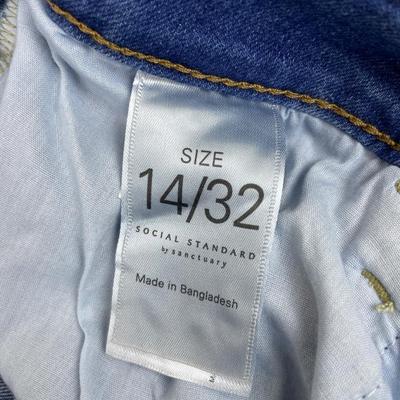 SIZE
14/32
SOCIAL STANDARD
by sanctuary
Made in Bangladesh